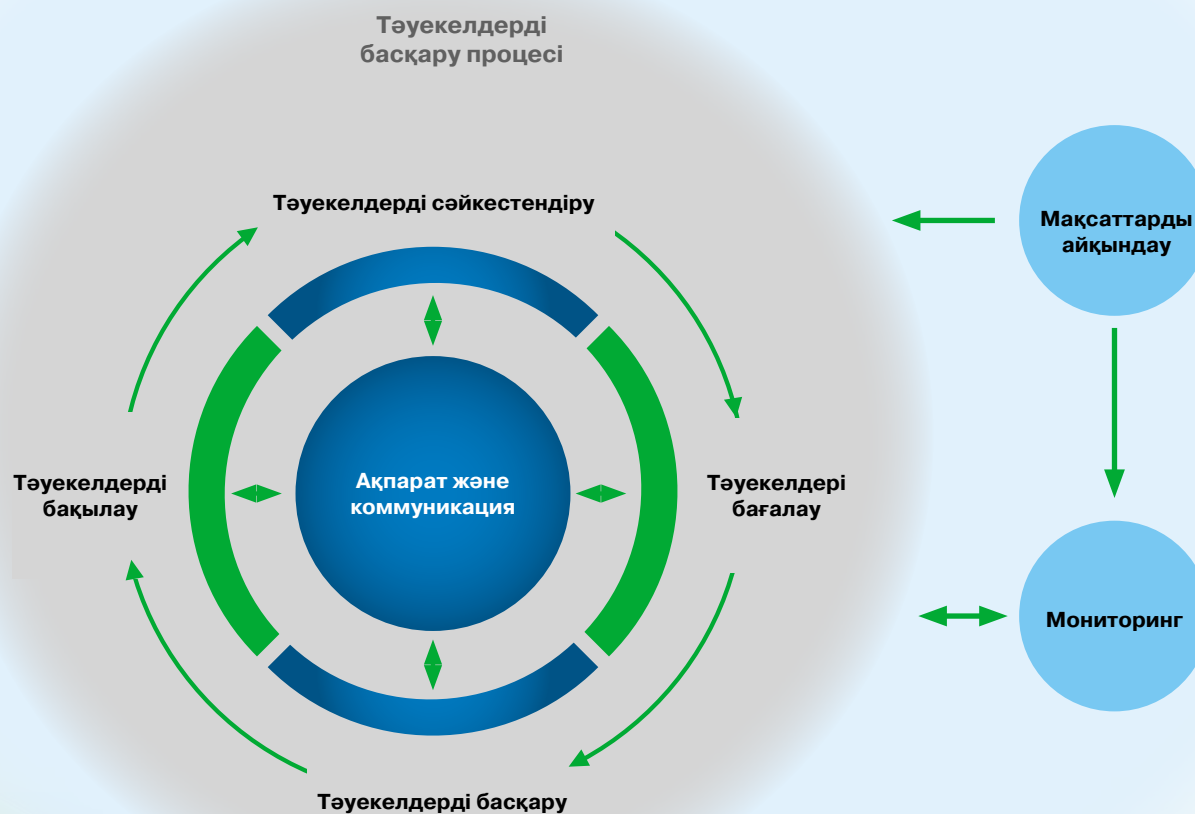 Тәуекелдерді
басқару процесі
Тәуекелдерді сәйкестендіру
Мақсаттарды
айқындау
Тәуекелдерді
бақылау
Ақпарат және
коммуникация
Тәуекелдері
бағалау
Мониторинг
Тәуекелдерді басқару